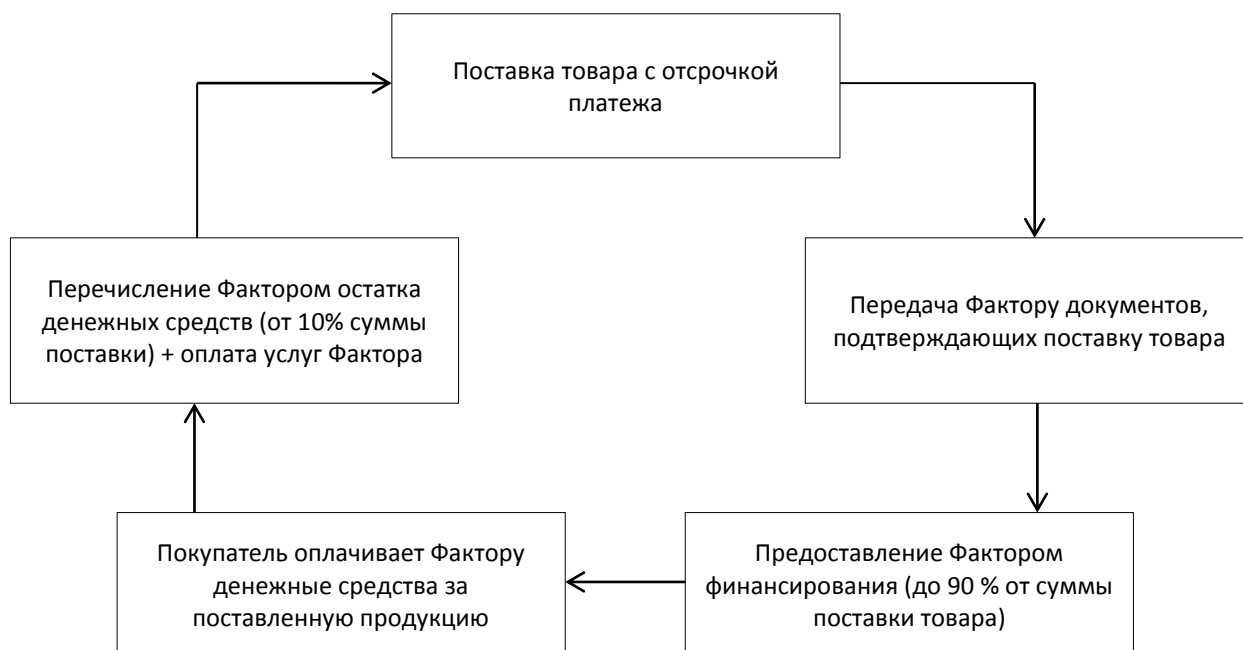 Поставка товара с отсрочкой
платежа
Перечисление Фактором остатка
денежных средств (от 10% суммы
поставки) + оплата услуг Фактора
Передача Фактору документов,
подтверждающих поставку товара
Покупатель оплачивает Фактору
денежные средства за
поставленную продукцию
Предоставление Фактором
финансирования (до 90 % от суммы
поставки товара)